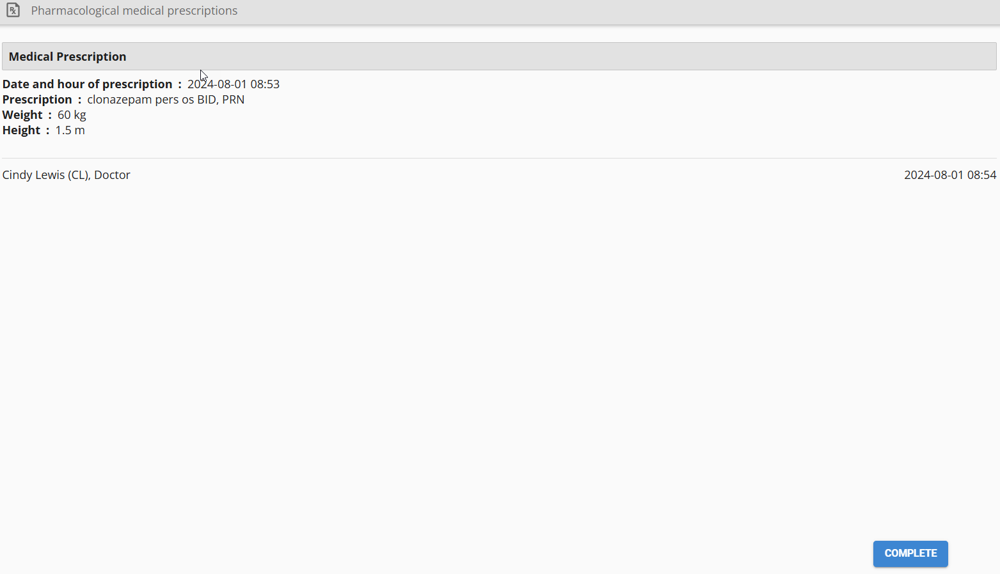 Pharmacological medical prescriptions
Medical Prescription
Date and hour of prescription : 2024-08-01 08:53
Prescription : clonazepam pers os BID, PRN
Weight : 60 kg
Height : 1.5 m
Cindy Lewis (CL), Doctor 2024-08-01 08:54
COMPLETE